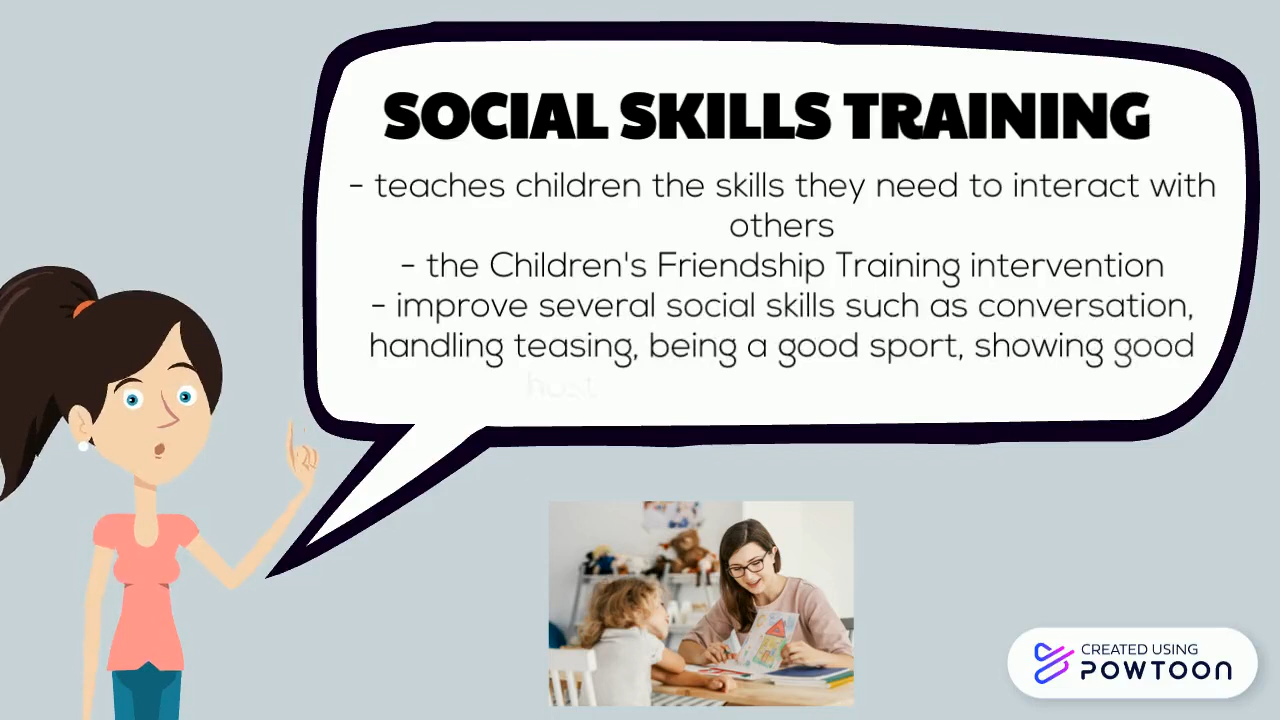 SOCIAL SKILLS TRAINING
- teaches children the skills they need to interact with
others
- the Children's Friendship Training intervention
- improve several social skills such as conversation,
handling teasing, being a good sport, showing good
host
CREATED USING
POWTOON